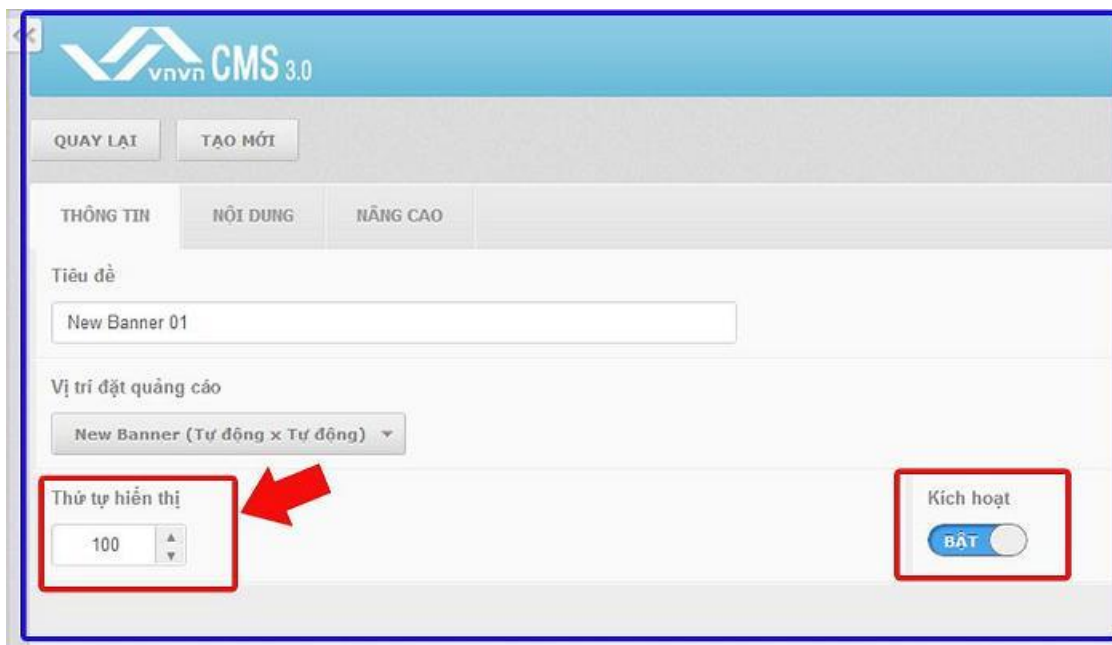 vnvn CMS 3.0
QUAY LẠI TẠO MỚI
THÔNG TIN NỘI DUNG NÂNG CAO
Tiêu đề
New Banner 01
Vị trí đặt quảng cáo
New Banner (Tự động x Tự động)
Thứ tự hiển thị Kích hoạt
100 BẬT